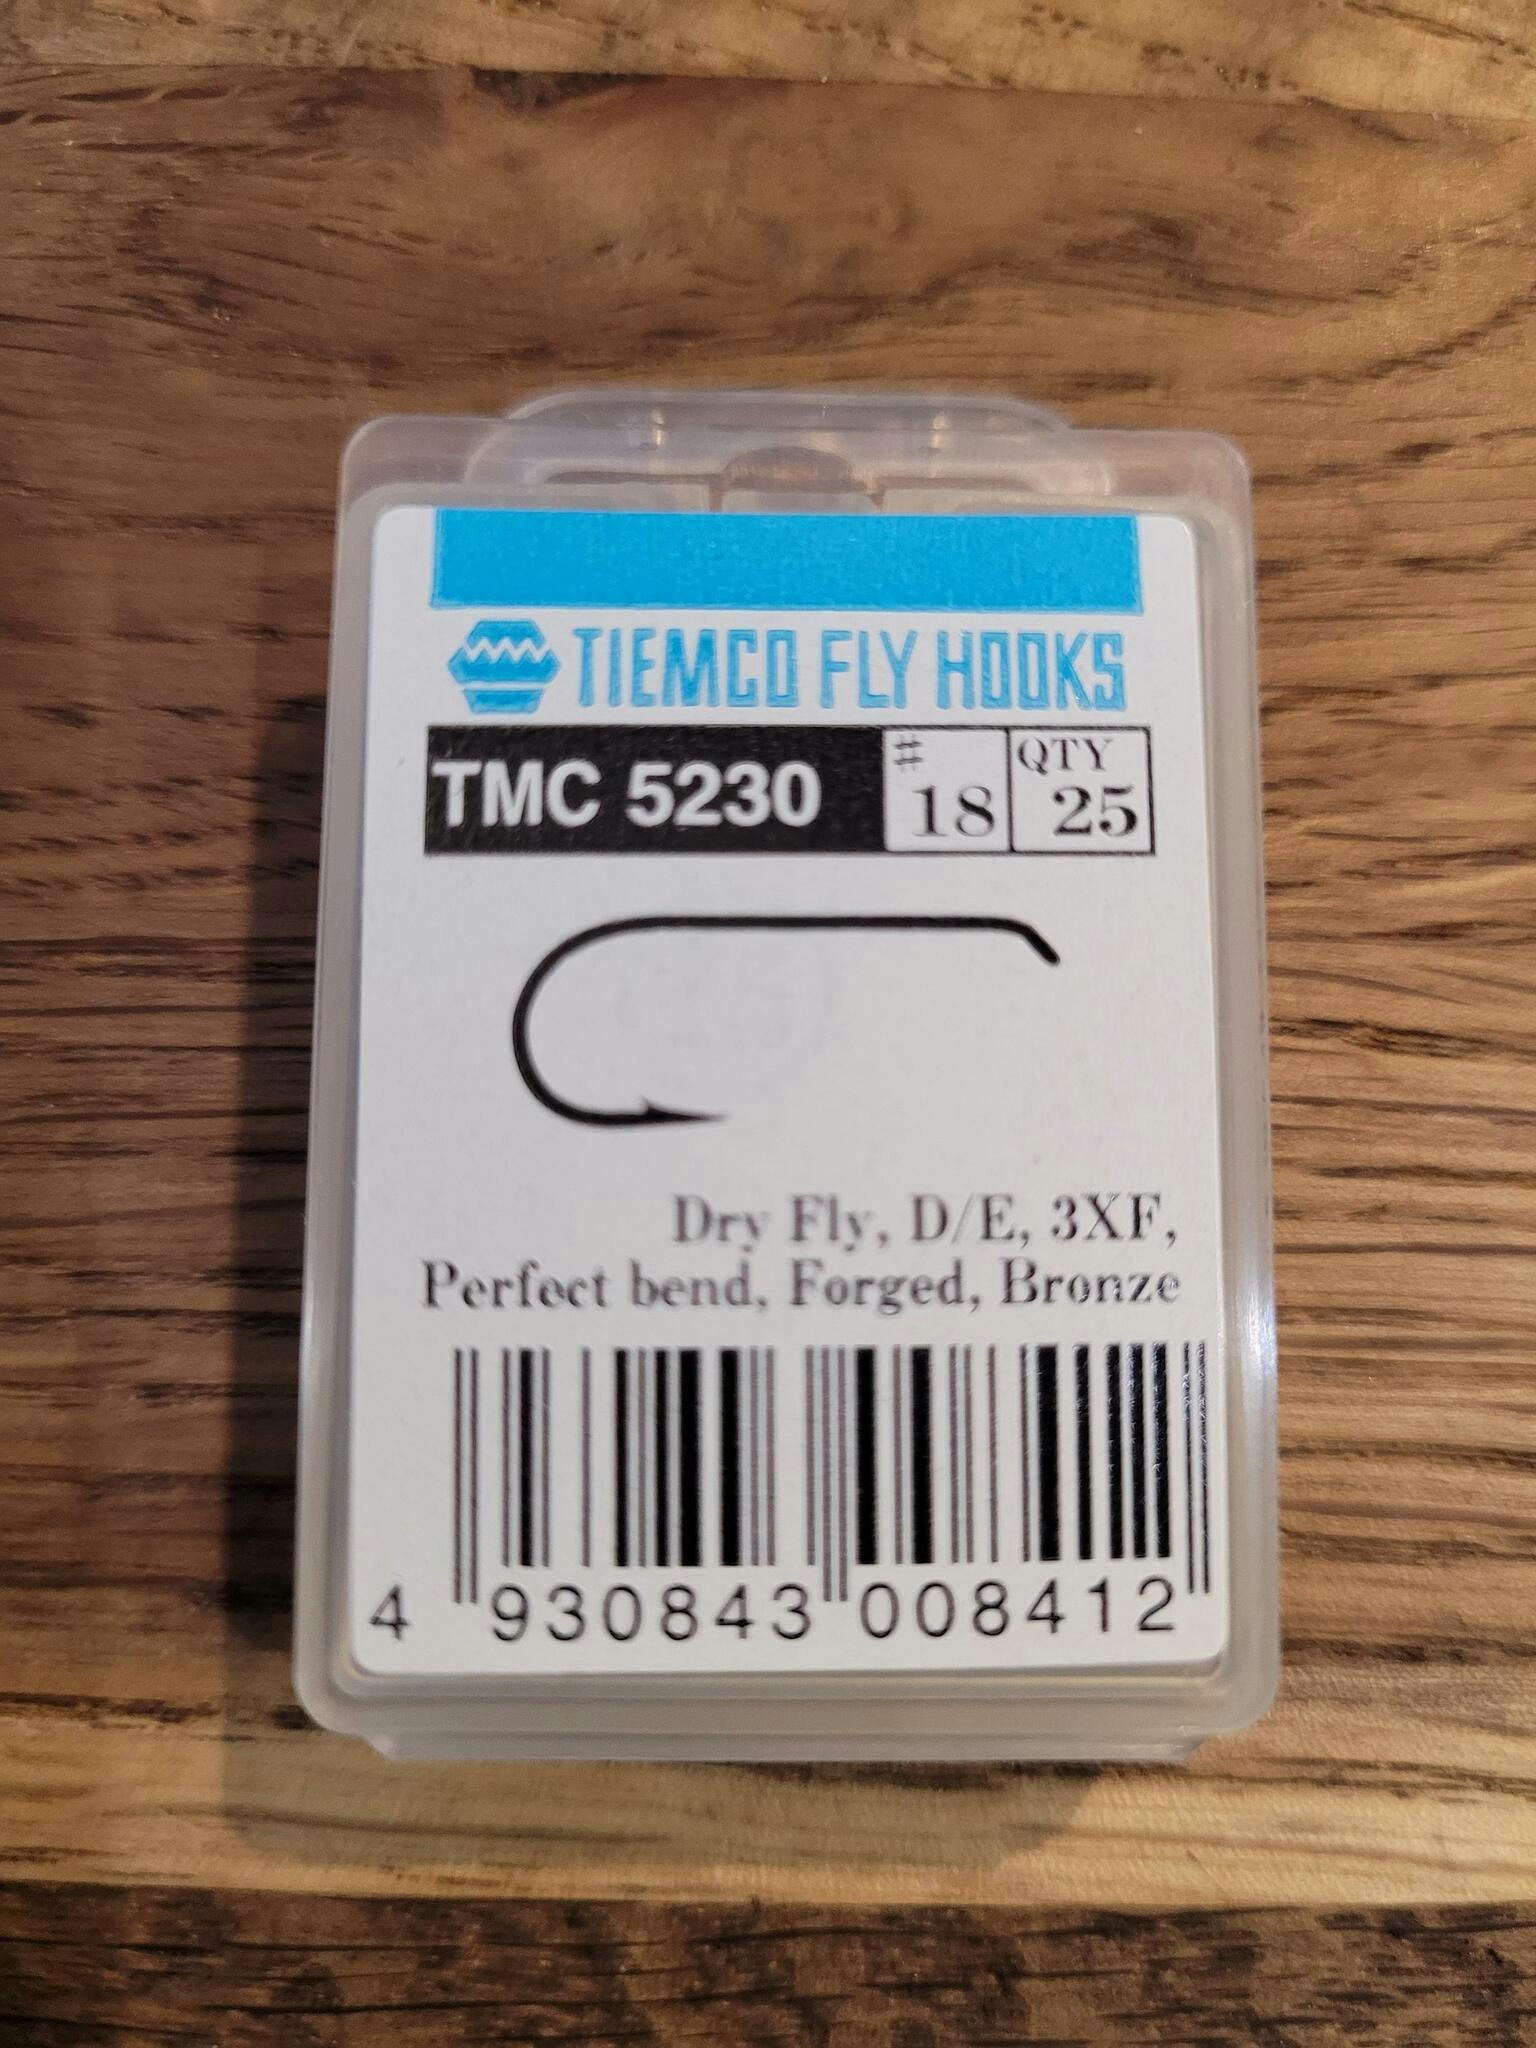 TIEMCO FLY HOOKS
TMC 5230 # 18 QTY 25
Dry Fly, D/E, 3XF,
Perfect bend, Forged, Bronze
4 930843 008412